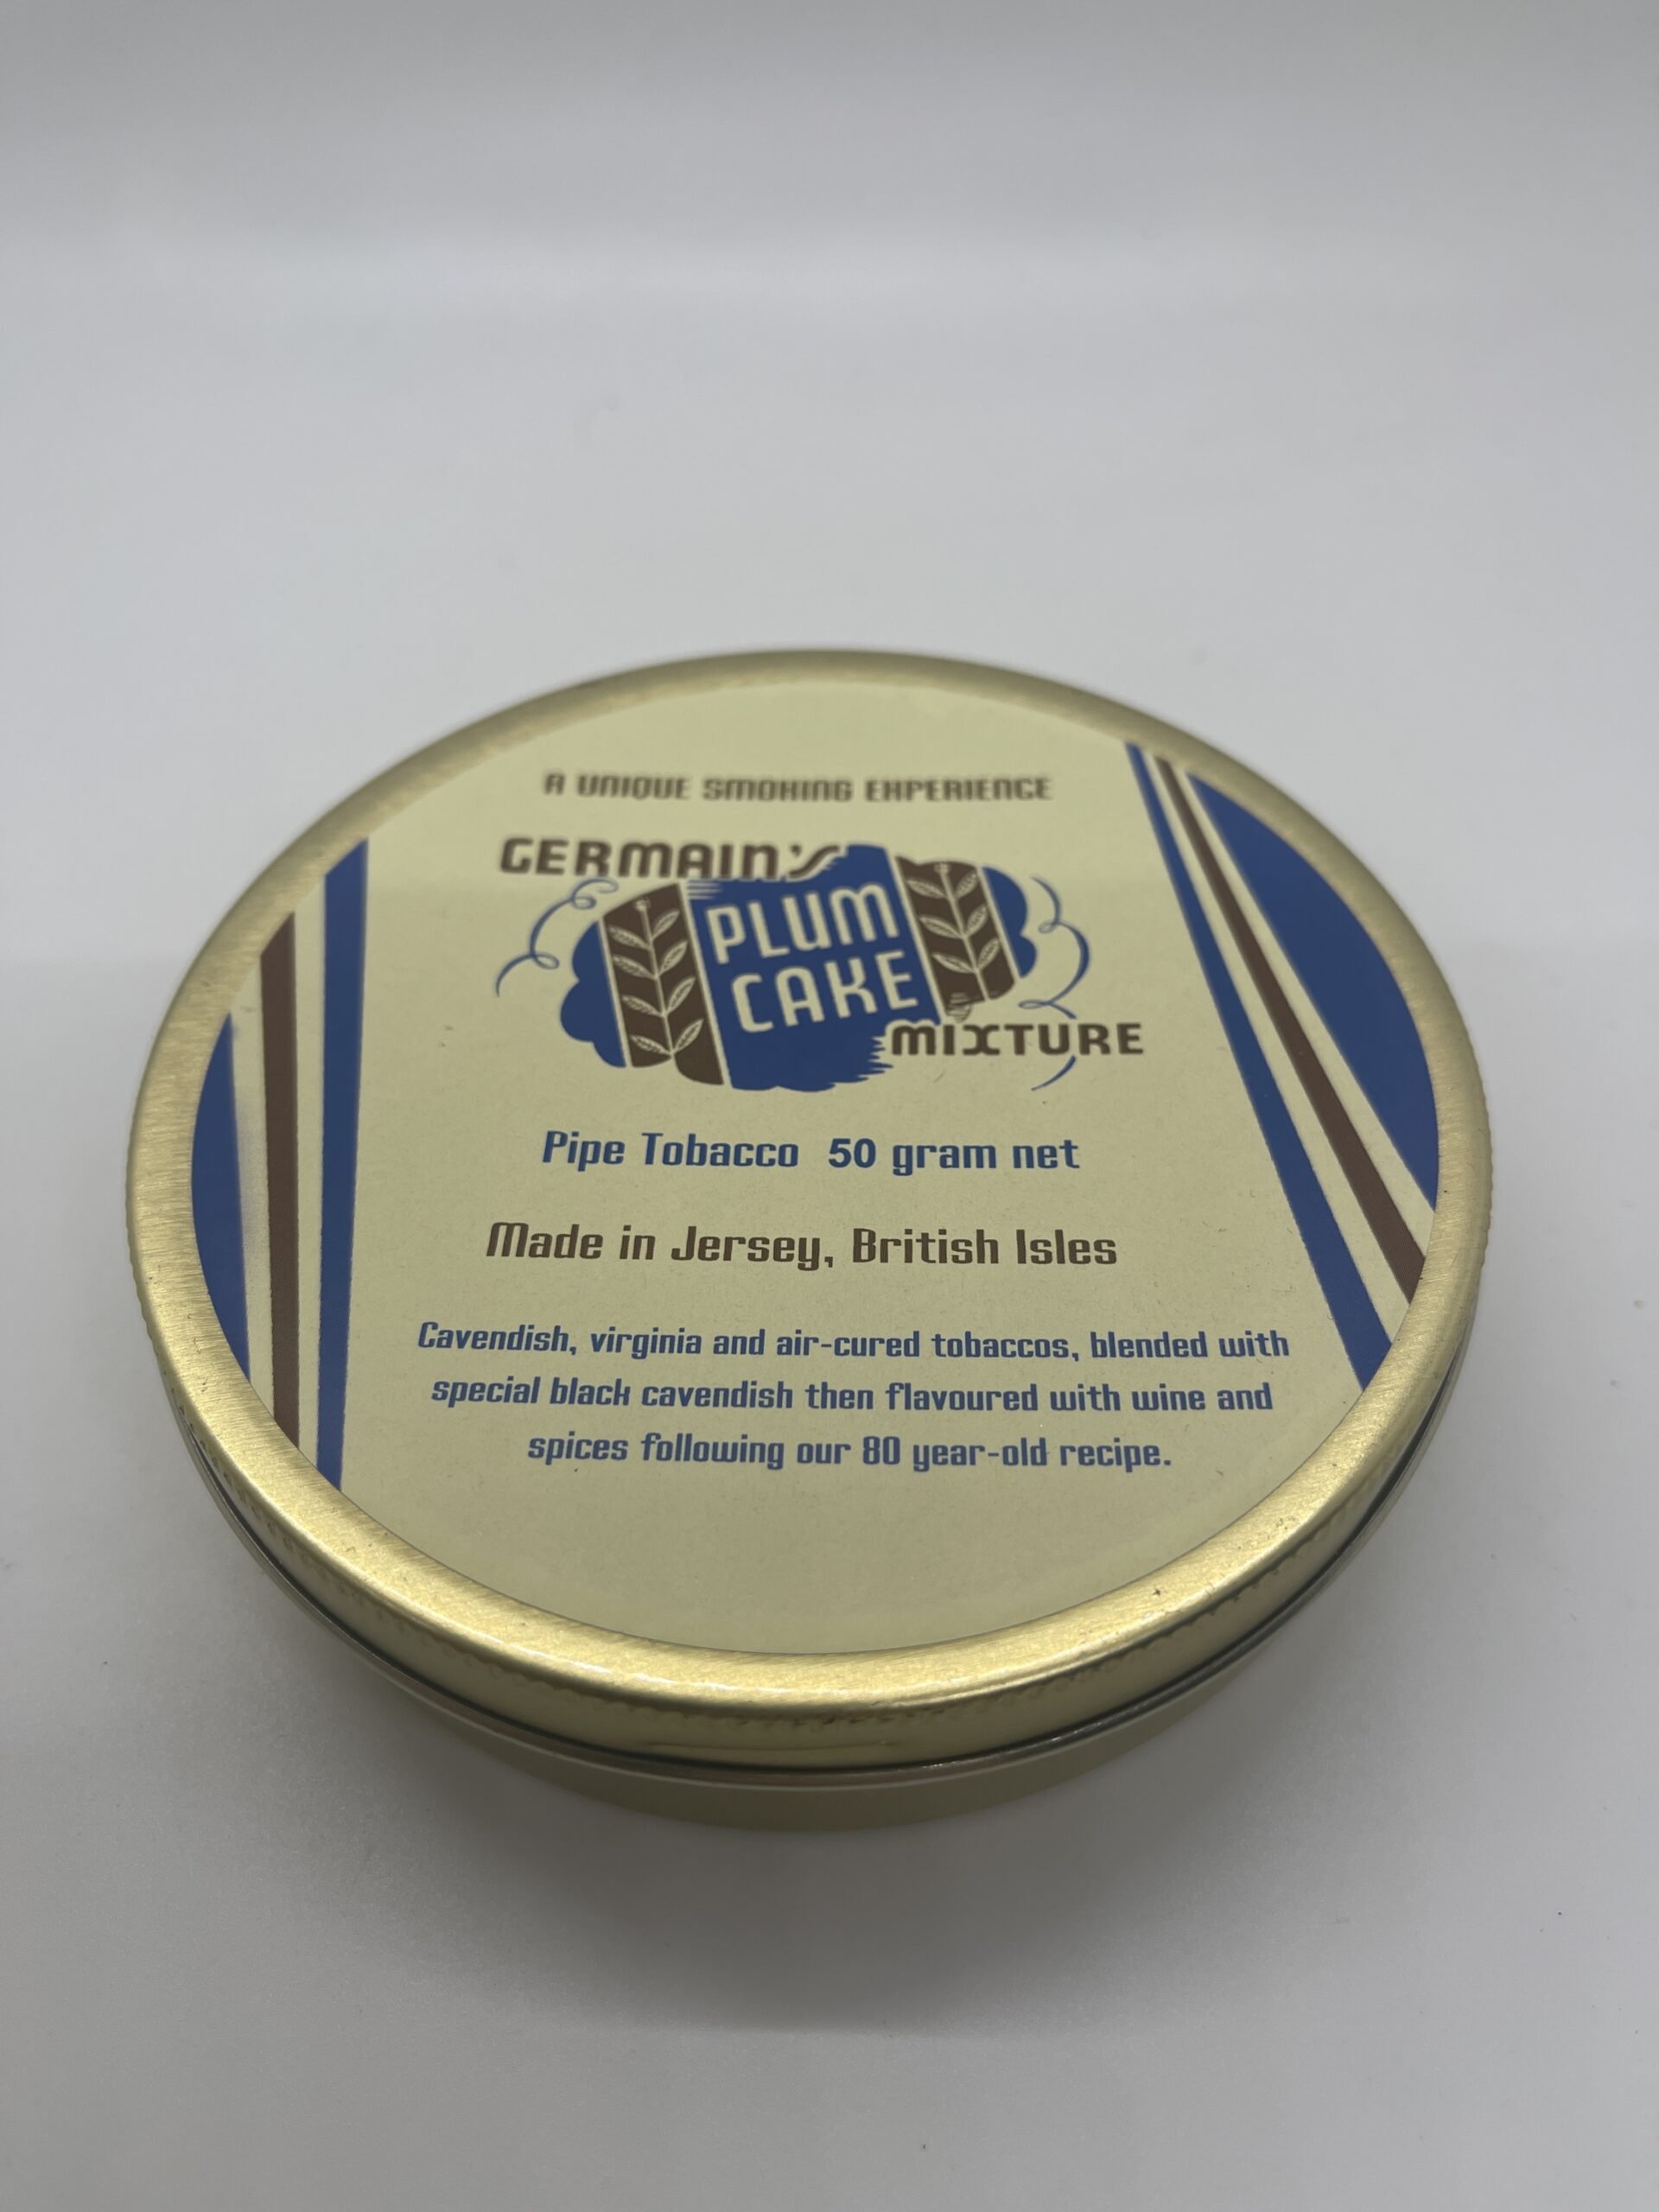 A UNIQUE SMOKING EXPERIENCE
GERMAIN'S
PLUM
CAKE
MIXTURE
Pipe Tobacco 50 gram net
Made in Jersey, British Isles
Cavendish, virginia and air-cured tobaccos, blended with
special black cavendish then flavoured with wine and
spices following our 80 year-old recipe.